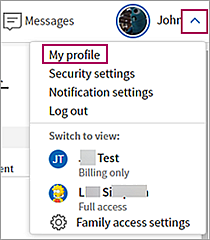 Messages
John
My profile
Security settings
Notification settings
Log out
Switch to view:
JT
Test
Billing only
Full access
Family access settings
ent